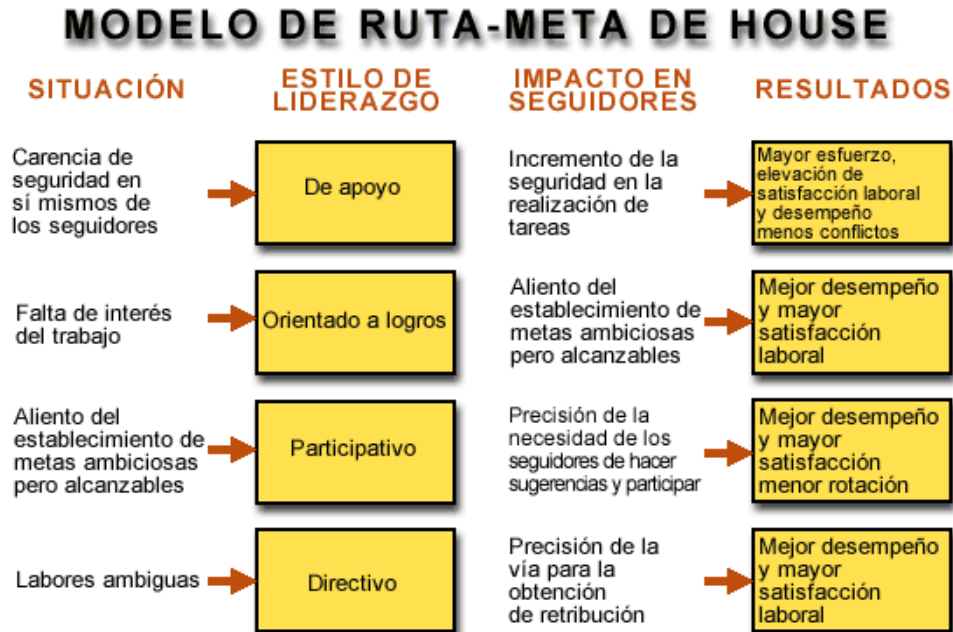 MODELO DE RUTA-META DE HOUSE
SITUACIÓN
ESTILO DE
LIDERAZGO
IMPACTO EN
SEGUIDORES
RESULTADOS
Carencia de
seguridad en
sí mismos de
los seguidores
De apoyo
Incremento de la
seguridad en la
realización de
tareas
Mayor esfuerzo,
elevación de
satisfacción laboral
y desempeño
menos conflictos
Falta de interés
del trabajo
Orientado a logros
Aliento del
establecimiento de
metas ambiciosas
pero alcanzables
Mejor desempeño
y mayor
satisfacción
laboral
Aliento del
establecimiento de
metas ambiciosas
pero alcanzables
Participativo
Precisión de la
necesidad de los
seguidores de hacer
sugerencias y participar
Mejor desempeño
y mayor
satisfacción
menor rotación
Labores ambiguas
Directivo
Precisión de la
vía para la
obtención
de retribución
Mejor desempeño
y mayor
satisfacción
laboral